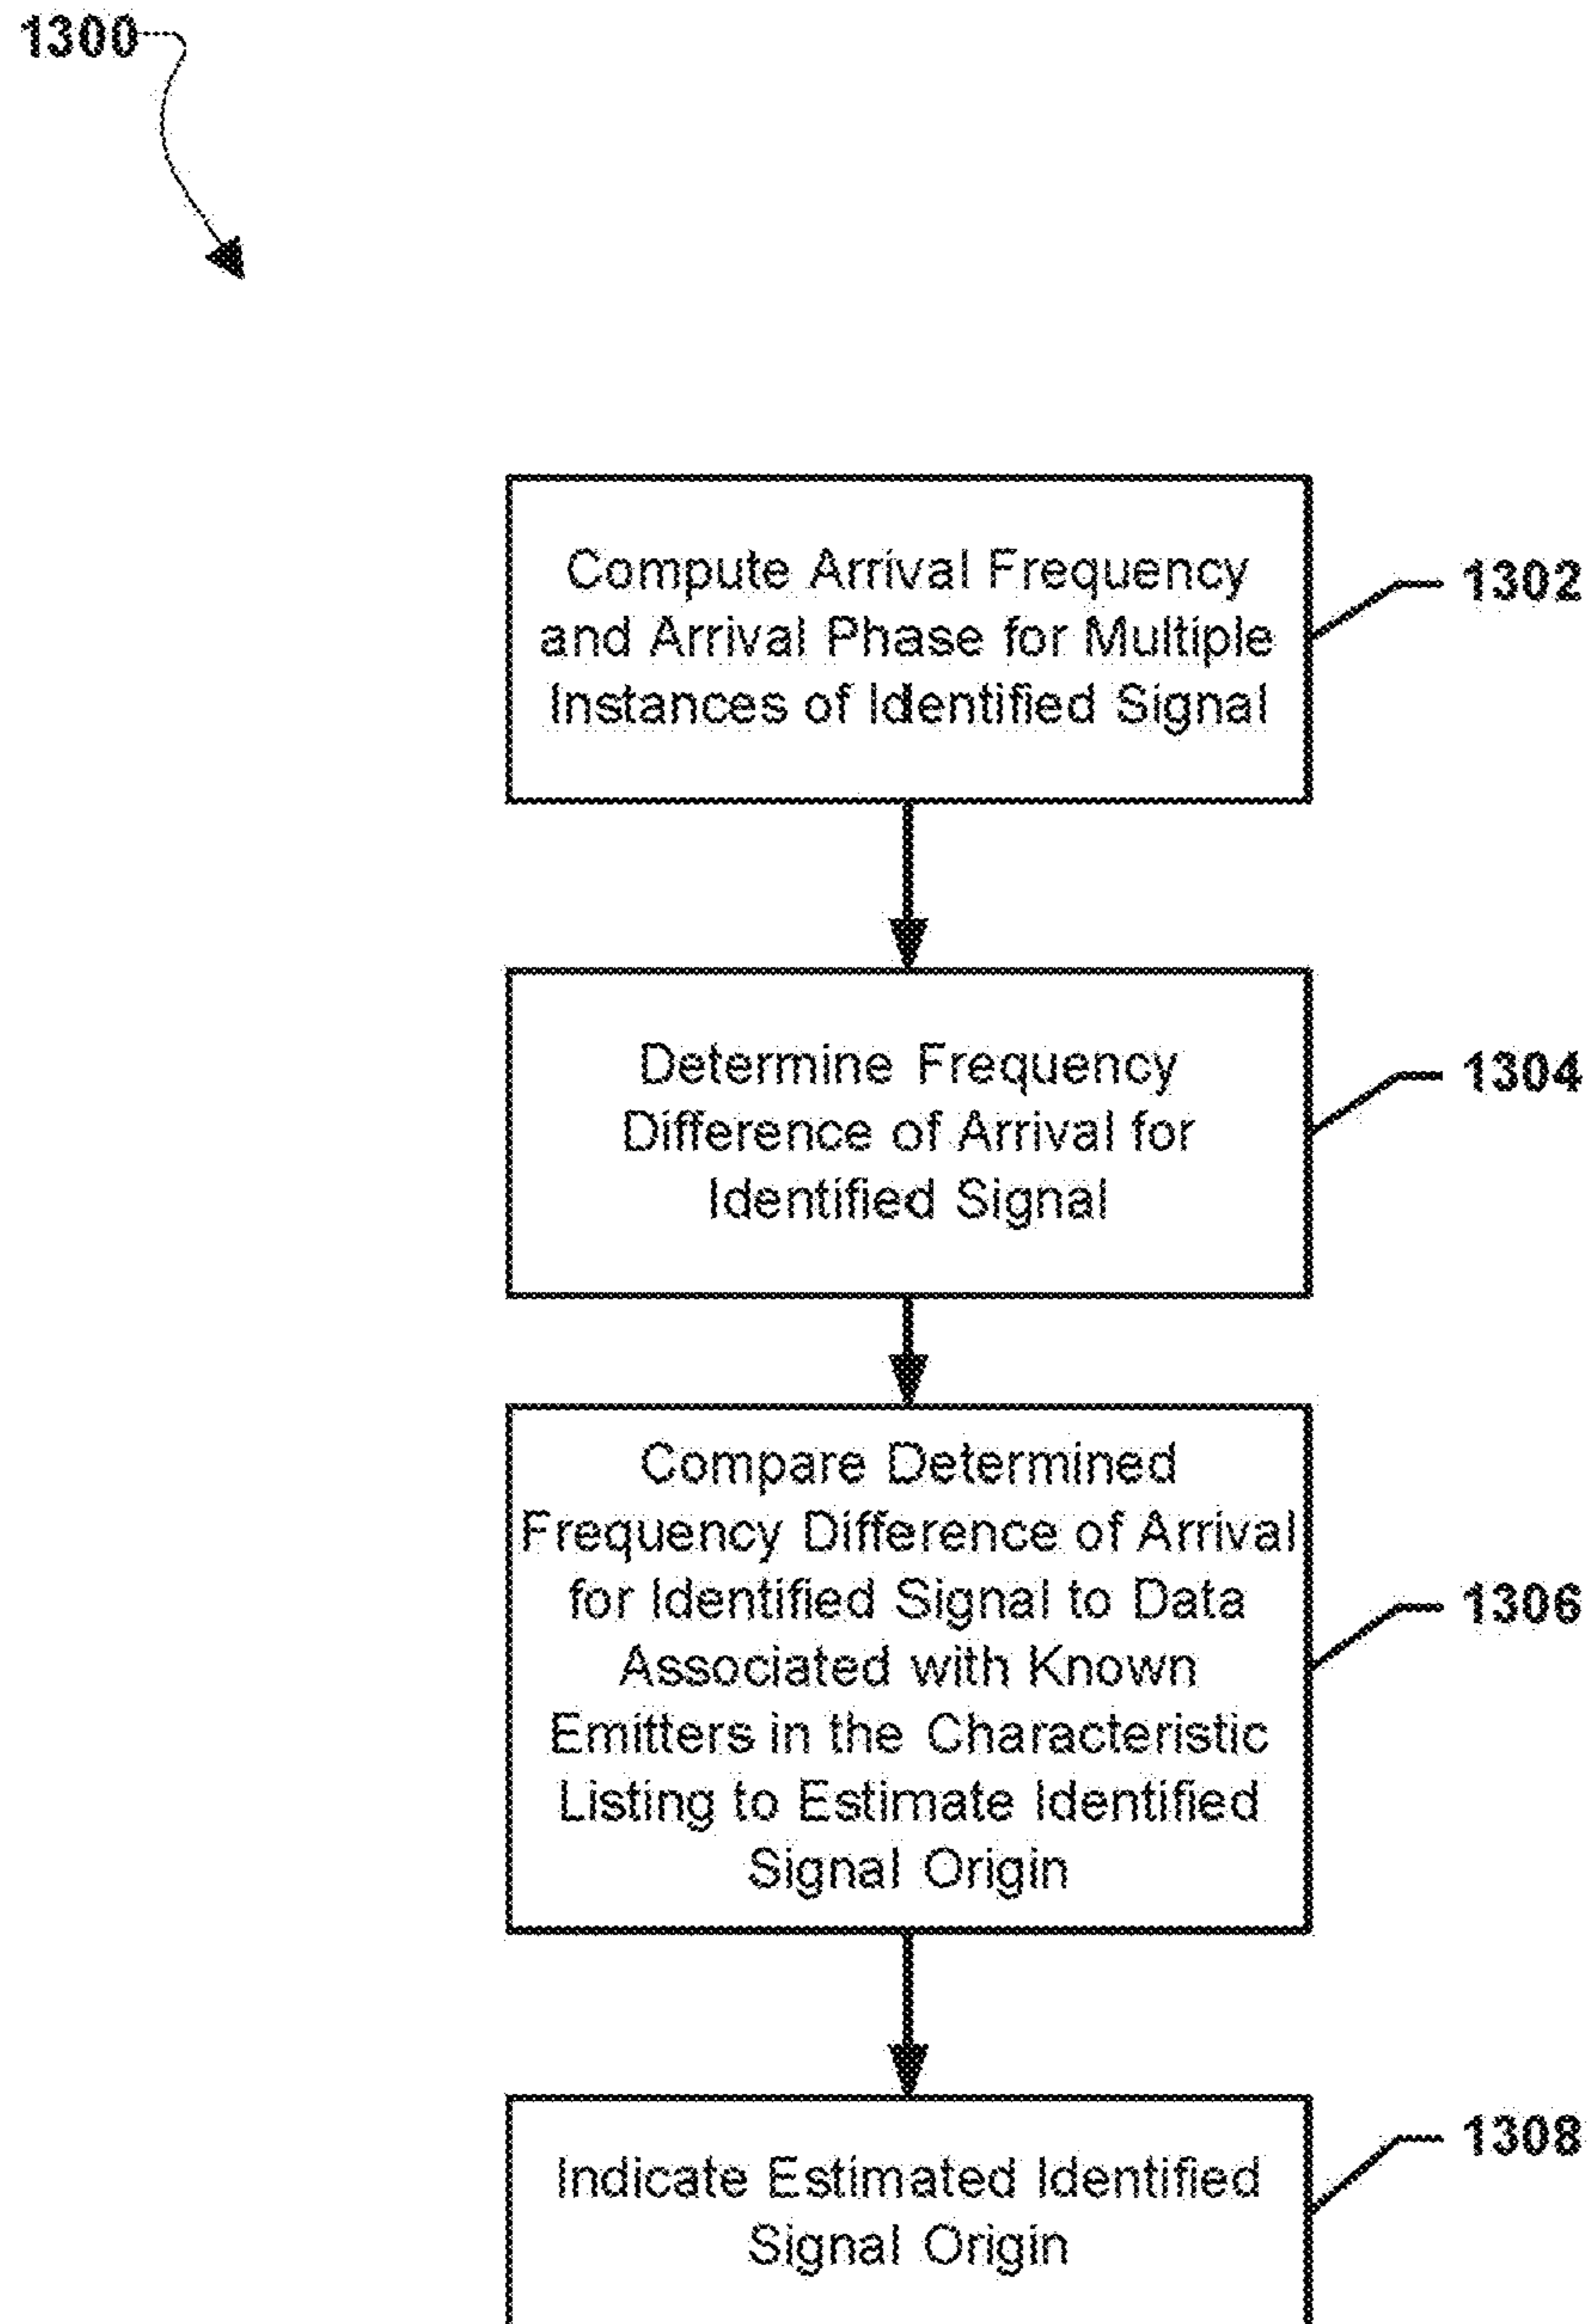 1300
Compute Arrival Frequency
and Arrival Phase for Multiple
Instances of Identified Signal
1302
Determine Frequency
Difference of Arrival for
Identified Signal
1304
Compare Determined
Frequency Difference of Arrival
for Identified Signal to Data
Associated with Known
Emitters in the Characteristic
Listing to Estimate Identified
Signal Origin
1306
Indicate Estimated Identified
Signal Origin
1308